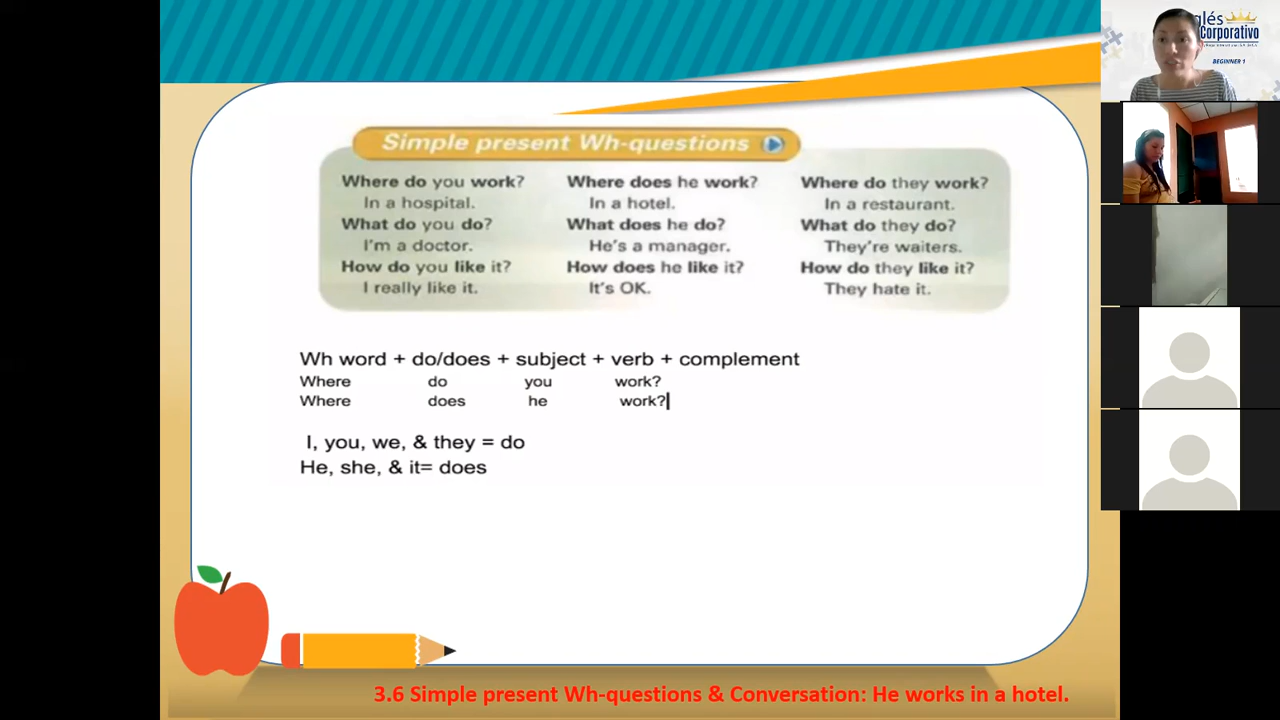 Simple present Wh-questions
Where do you work?
In a hospital.
What do you do?
I'm a doctor.
How do you like it?
I really like it.
Where does he work?
In a hotel.
What does he do?
He's a manager.
How does he like it?
It's OK.
Where do they work?
In a restaurant.
What do they do?
They're waiters.
How do they like it?
They hate it.
Wh word + do/does + subject + verb + complement
Where do you work?
Where does he work?
I, you, we, & they = do
He, she, & it= does
3.6 Simple present Wh-questions & Conversation: He works in a hotel.
glés
Corporativo
BEGINNER 1